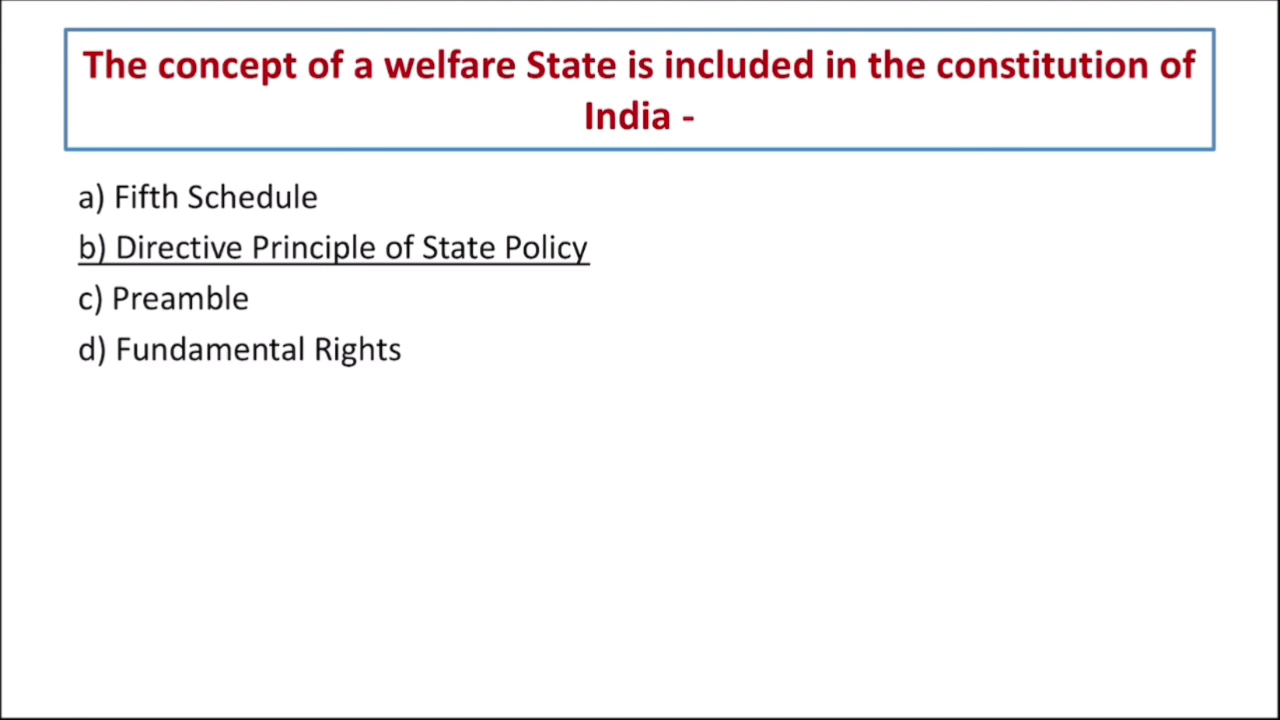 The concept of a welfare State is included in the constitution of
India -
a) Fifth Schedule
b) Directive Principle of State Policy
c) Preamble
d) Fundamental Rights